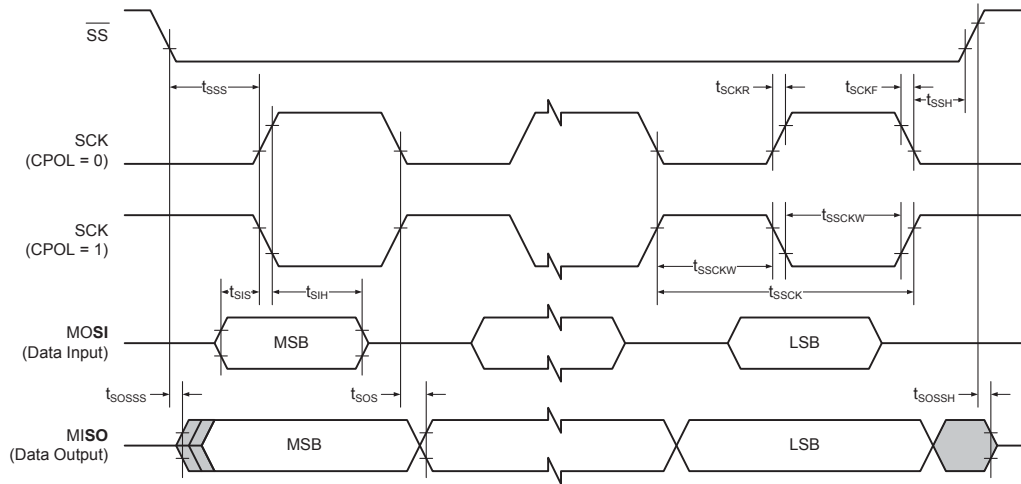 SS
tSSS
tSCKR
tSCKF
tSSH
SCK
(CPOL = 0)
SCK
(CPOL = 1)
tSSCKW
tSSCKW
tSSCK
tSIS
tSIH
MOSI
(Data Input)
MSB
LSB
tSOSSS
tSOS
tSOSSH
MISO
(Data Output)
MSB
LSB